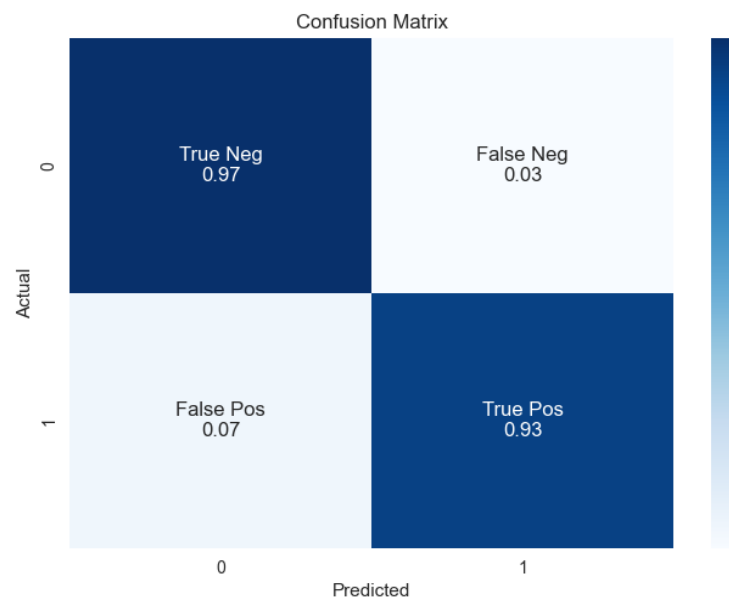 Confusion Matrix
0
True Neg
0.97
False Neg
0.03
Actual
1
False Pos
0.07
True Pos
0.93
0
1
Predicted